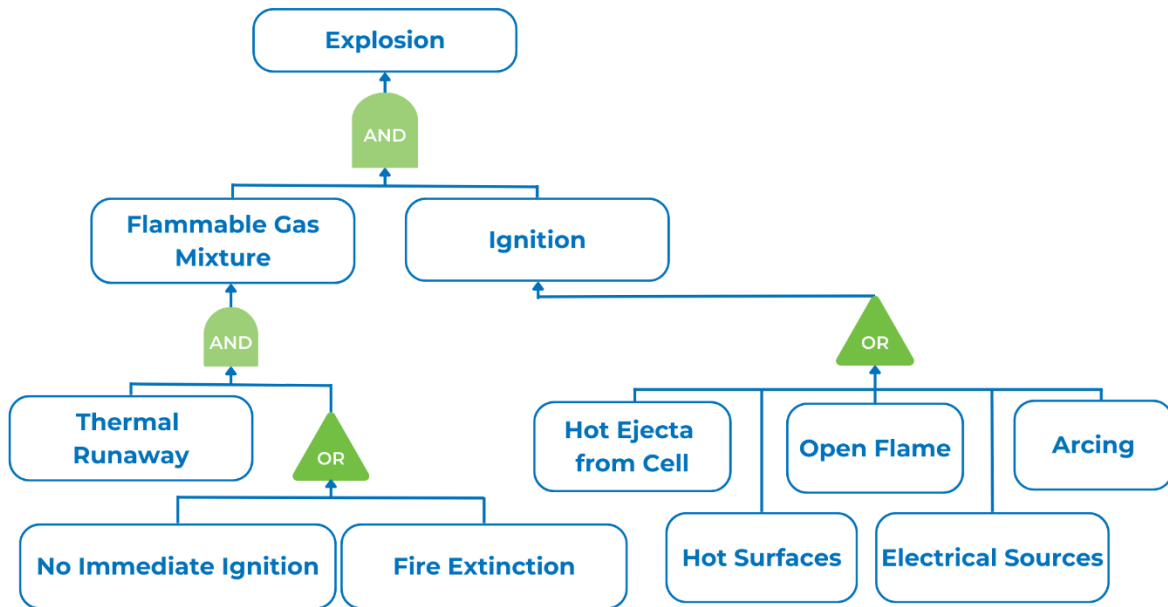 Explosion
AND
Flammable Gas
Mixture
Ignition
AND
OR
Thermal
Runaway
OR
Hot Ejecta
from Cell
Open Flame
Arcing
No Immediate Ignition
Fire Extinction
Hot Surfaces
Electrical Sources